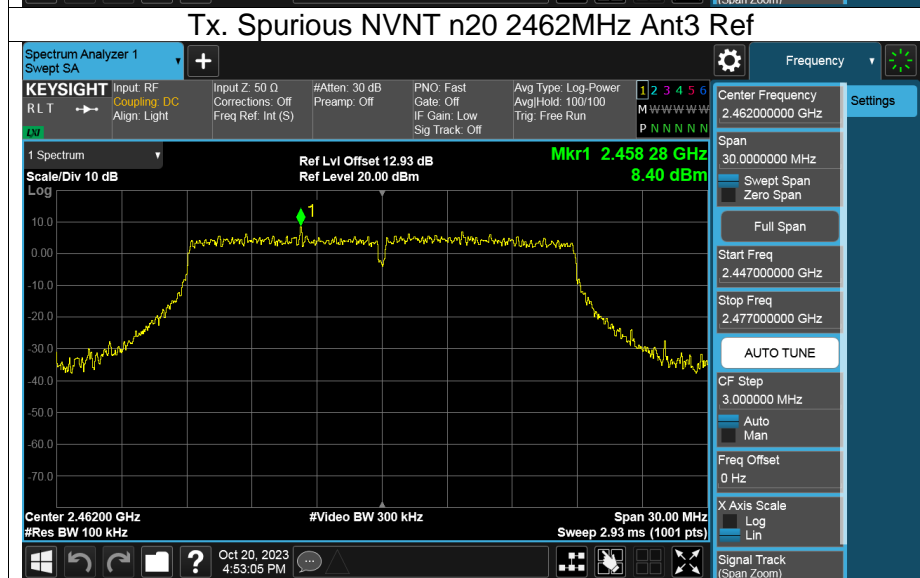 (Span Zoom)
Tx. Spurious NVNT n20 2462MHz Ant3 Ref
Spectrum Analyzer 1
Swept SA
+
Frequency
Settings
KEYSIGHT
RLT
LXI
Input: RF
Coupling: DC
Align: Light
Input Z: 50 Ω
Corrections: Off
Freq Ref: Int (S)
#Atten: 30 dB
Preamp: Off
PNO: Fast
Gate: Off
IF Gain: Low
Sig Track: Off
Avg Type: Log-Power
Avg|Hold: 100/100
Trig: Free Run
1 2 3 4 5 6
M W W W W W
P N N N N N
1 Spectrum
Scale/Div 10 dB
Log
Ref Lvl Offset 12.93 dB
Ref Level 20.00 dBm
Mkr1 2.458 28 GHz
8.40 dBm
1
10.0
0.00
-10.0
-20.0
-30.0
-40.0
-50.0
-60.0
-70.0
Center 2.46200 GHz
#Res BW 100 kHz
#Video BW 300 kHz
Span 30.00 MHz
Sweep 2.93 ms (1001 pts)
Center Frequency
2.462000000 GHz
Span
30.0000000 MHz
Swept Span
Zero Span
Full Span
Start Freq
2.447000000 GHz
Stop Freq
2.477000000 GHz
AUTO TUNE
CF Step
3.000000 MHz
Auto
Man
Freq Offset
0 Hz
X Axis Scale
Log
Lin
Signal Track
(Span Zoom)
?
Oct 20, 2023
4:53:05 PM